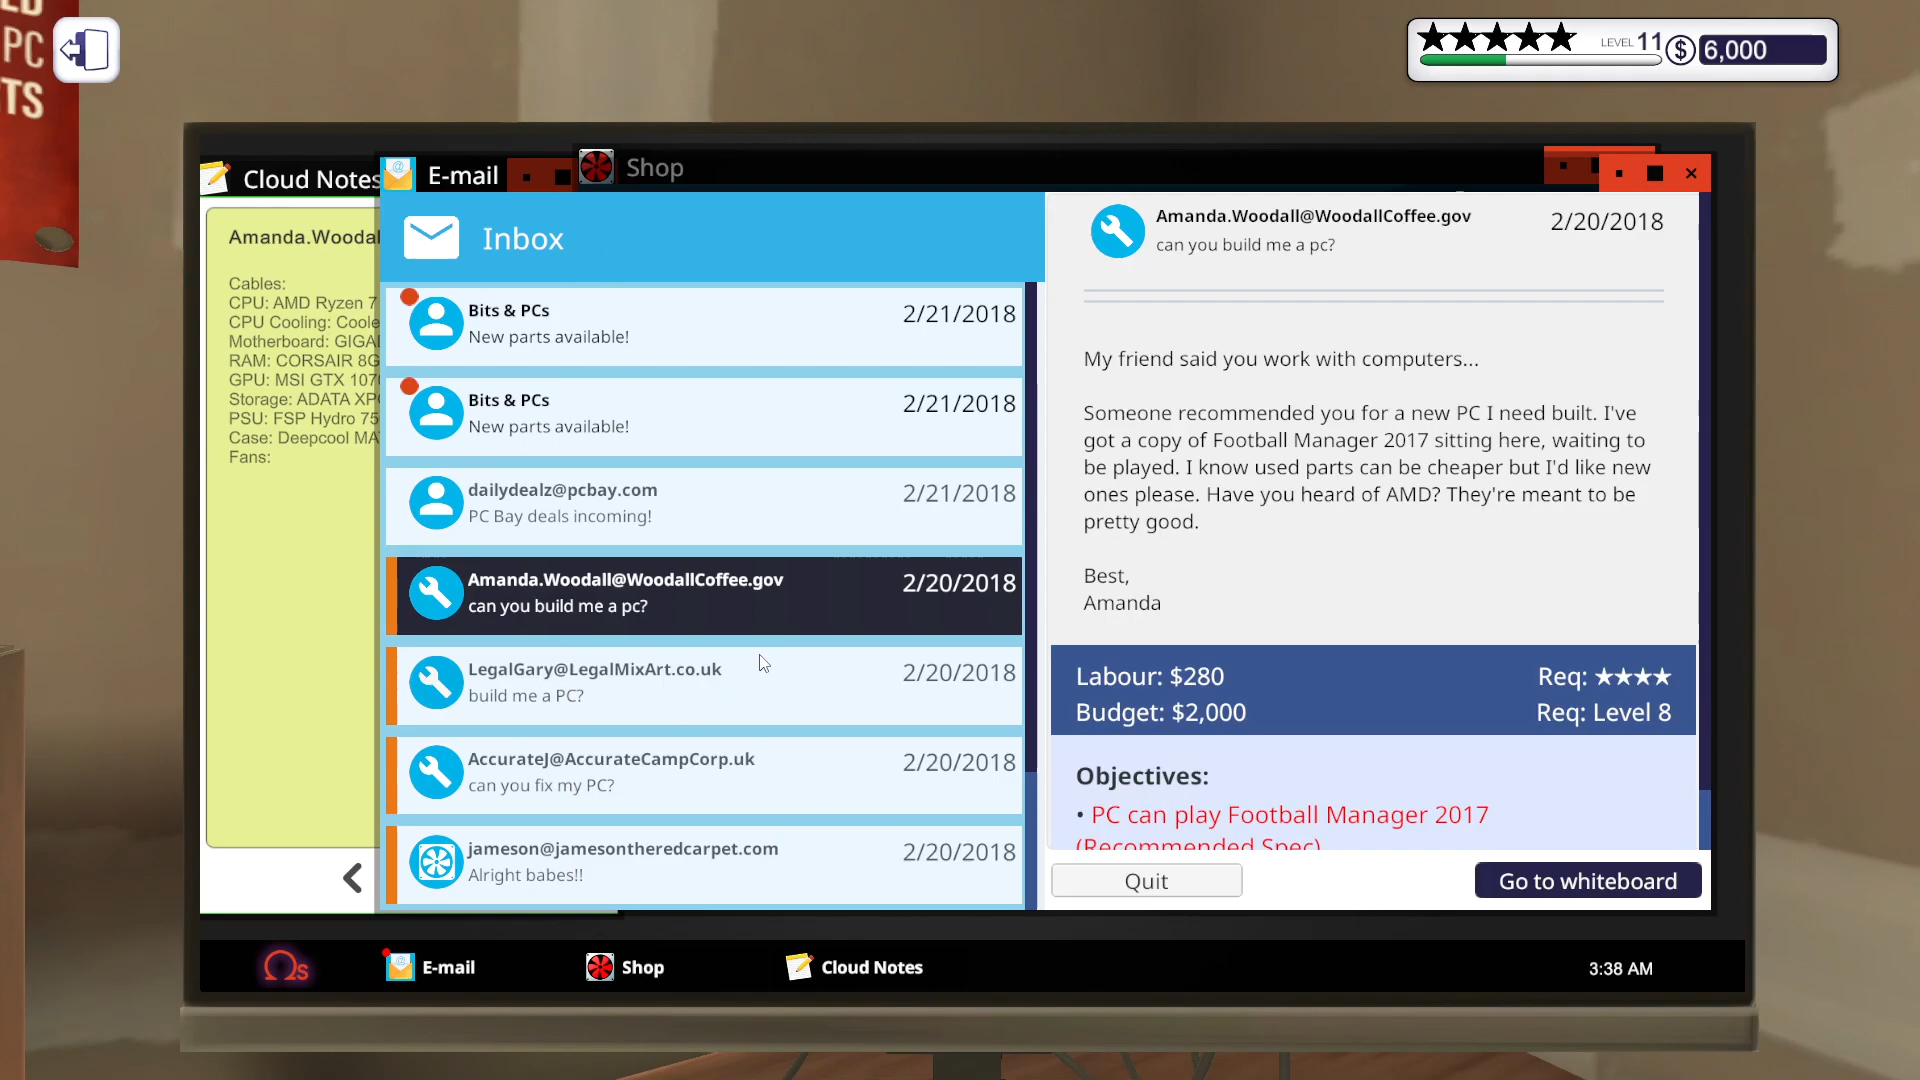 PC
TS
LEVEL 11
$ 6,000
Cloud Notes
E-mail
Shop
Amanda.Woodal
Cables:
CPU: AMD Ryzen 7
CPU Cooling: Coole
Motherboard: GIGA
RAM: CORSAIR 8G
GPU: MSI GTX 107
Storage: ADATA XP
PSU: FSP Hydro 75
Case: Deepcool MA
Fans:
Inbox
Bits & PCs
2/21/2018
New parts available!
Bits & PCs
2/21/2018
New parts available!
dailydealz@pcbay.com
2/21/2018
PC Bay deals incoming!
Amanda.Woodall@WoodallCoffee.gov
2/20/2018
can you build me a pc?
LegalGary@LegalMixArt.co.uk
2/20/2018
build me a PC?
AccurateJ@AccurateCampCorp.uk
2/20/2018
can you fix my PC?
jameson@jamesontheredcarpet.com
2/20/2018
Alright babes!!
Amanda.Woodall@WoodallCoffee.gov
2/20/2018
can you build me a pc?
My friend said you work with computers...
Someone recommended you for a new PC I need built. I've
got a copy of Football Manager 2017 sitting here, waiting to
be played. I know used parts can be cheaper but I'd like new
ones please. Have you heard of AMD? They're meant to be
pretty good.
Best,
Amanda
Labour: $280
Req: ★★★★
Budget: $2,000
Req: Level 8
Objectives:
• PC can play Football Manager 2017
(Recommended Spec)
Quit
Go to whiteboard
Ωs
E-mail
Shop
Cloud Notes
3:38 AM